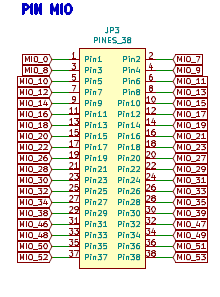 PIN MIO
JP3
PINES_38
MIO_0 1 Pin1 Pin2 2 MIO_7
MIO_8 3 Pin3 Pin4 4 MIO_9
MIO_10 5 Pin5 Pin6 6 MIO_11
MIO_12 7 Pin7 Pin8 8 MIO_13
MIO_14 9 Pin9 Pin10 10 MIO_15
MIO_16 11 Pin11 Pin12 12 MIO_17
MIO_18 13 Pin13 Pin14 14 MIO_19
MIO_20 15 Pin15 Pin16 16 MIO_21
MIO_22 17 Pin17 Pin18 18 MIO_23
MIO_26 19 Pin19 Pin20 20 MIO_27
MIO_28 21 Pin21 Pin22 22 MIO_29
MIO_30 23 Pin23 Pin24 24 MIO_31
MIO_32 25 Pin25 Pin26 26 MIO_33
MIO_34 27 Pin27 Pin28 28 MIO_35
MIO_38 29 Pin29 Pin30 30 MIO_39
MIO_46 31 Pin31 Pin32 32 MIO_47
MIO_48 33 Pin33 Pin34 34 MIO_49
MIO_50 35 Pin35 Pin36 36 MIO_51
MIO_52 37 Pin37 Pin38 38 MIO_53